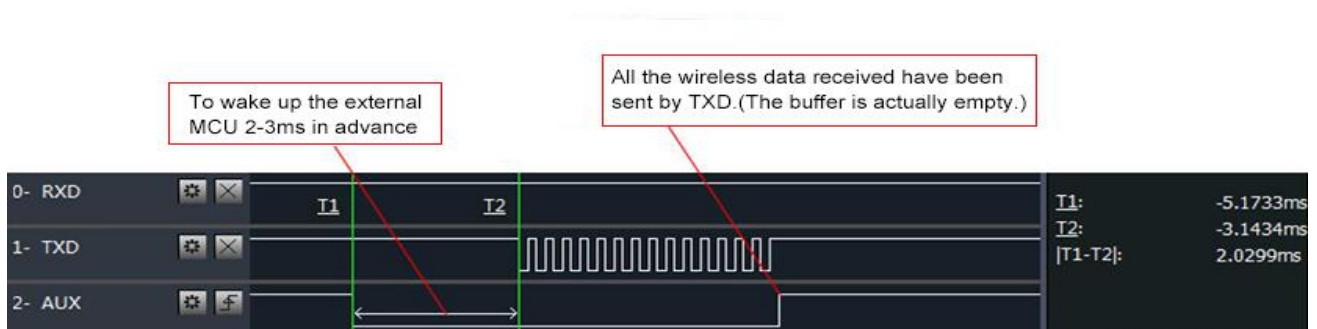 To wake up the external
MCU 2-3ms in advance
All the wireless data received have been
sent by TXD.(The buffer is actually empty.)
0- RXD
T1
T2
T1: -5.1733ms
T2: -3.1434ms
1- TXD
|T1-T2|: 2.0299ms
2- AUX